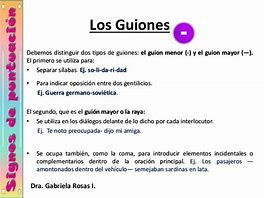 Signos de puntuación
Los Guiones
-
Debemos distinguir dos tipos de guiones: el guion menor (-) y el guion mayor (—).
El primero se utiliza para:
• Separar sílabas. Ej. so-li-da-ri-dad
• Para indicar oposición entre dos gentilicios.
Ej. Guerra germano-soviética.
El segundo, que es el guión mayor o la raya:
• Se utiliza en los diálogos delante de lo dicho por cada interlocutor.
Ej. Te noto preocupada- dijo mi amiga.
• Se ocupa también, como la coma, para introducir elementos incidentales o
complementarios dentro de la oración principal. Ej. Los pasajeros —
amontonados dentro del vehículo— semejaban sardinas en lata.
Dra. Gabriela Rosas I.